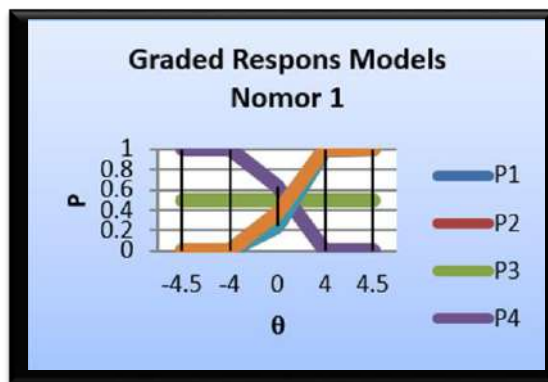 Graded Respons Models
Nomor 1
1
0.8
0.6
0.4
0.2
0
P
-4.5 -4 0 4 4.5
θ
P1
P2
P3
P4